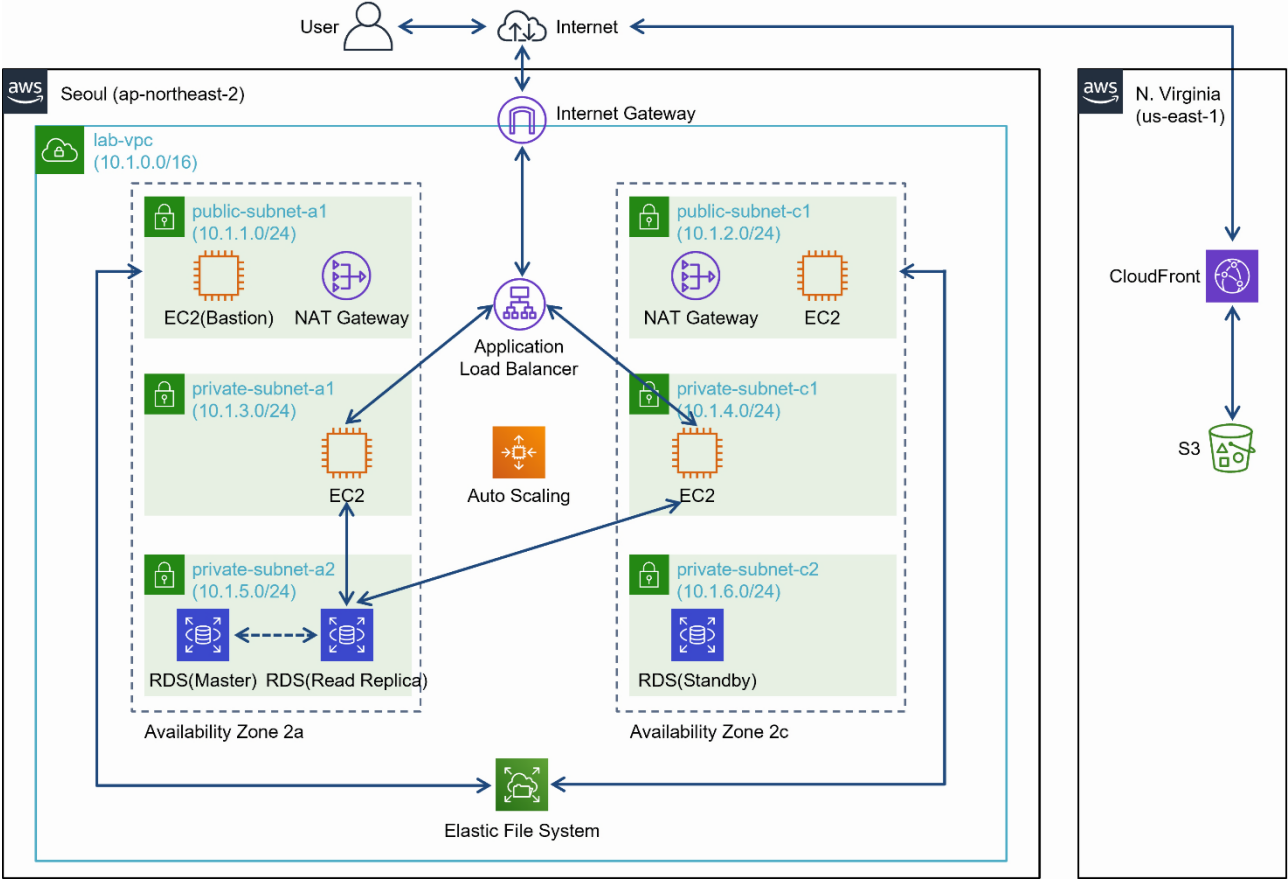 User
Internet
aws
Seoul (ap-northeast-2)
Internet Gateway
aws
N. Virginia
(us-east-1)
lab-vpc
(10.1.0.0/16)
public-subnet-a1
(10.1.1.0/24)
EC2(Bastion)
NAT Gateway
public-subnet-c1
(10.1.2.0/24)
NAT Gateway
EC2
CloudFront
Application
Load Balancer
private-subnet-a1
(10.1.3.0/24)
EC2
Auto Scaling
private-subnet-c1
(10.1.4.0/24)
EC2
S3
private-subnet-a2
(10.1.5.0/24)
RDS(Master)
RDS(Read Replica)
private-subnet-c2
(10.1.6.0/24)
RDS(Standby)
Availability Zone 2a
Availability Zone 2c
Elastic File System